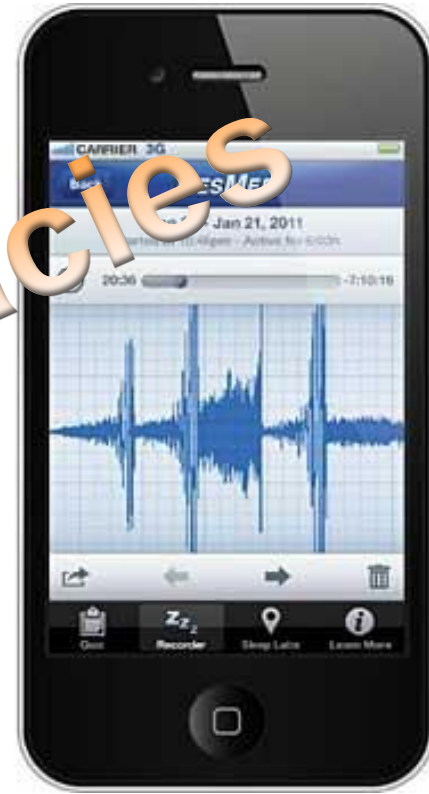 CARRIER 3G
Back
Jan 21, 2011
20:36
-7:10:16
Quiz
Recorder
Sleep Labs
Learn More
cies